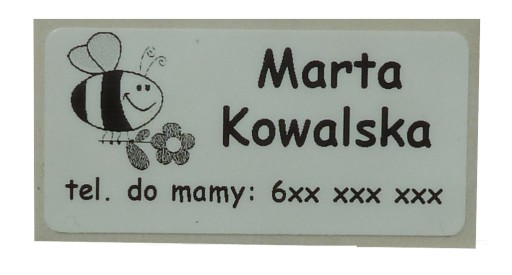 Marta
Kowalska
tel. do mamy: 6xx xxx xxx